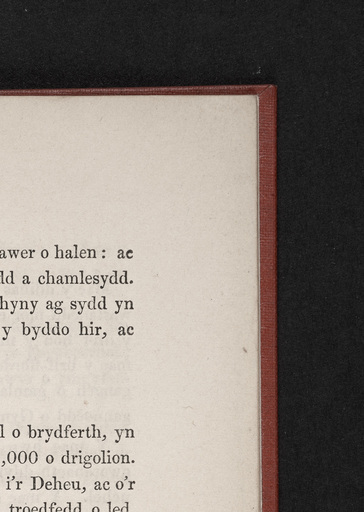 awer o halen : ac
dd a chamlesydd.
hyny ag sydd yn
y byddo hir, ac
l o brydferth, yn
,000 o drigolion.
i'r Deheu, ac o'r
troedfedd o led